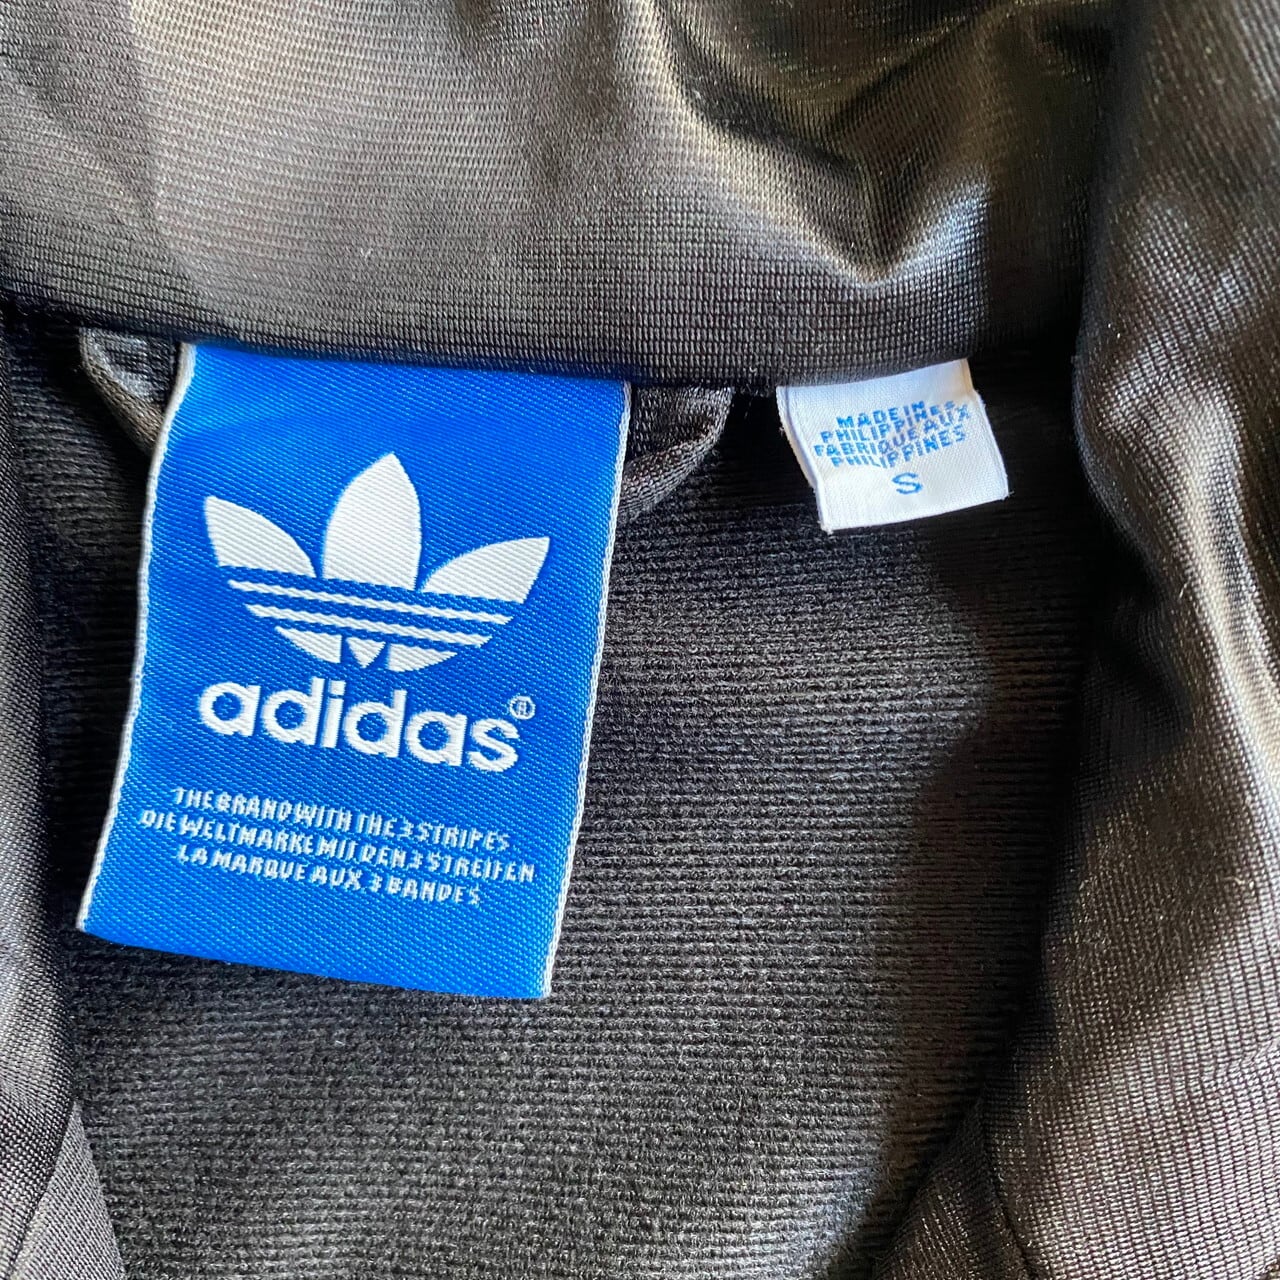 adidas®
THE BRAND WITH THE 3 STRIPES
DIE WELTMARKE MIT DEN 3 STREIFEN
LA MARQUE AUX 3 BANDES
MADE IN
PHILIPPINES
FABRIQUE AUX
PHILIPPINES
S